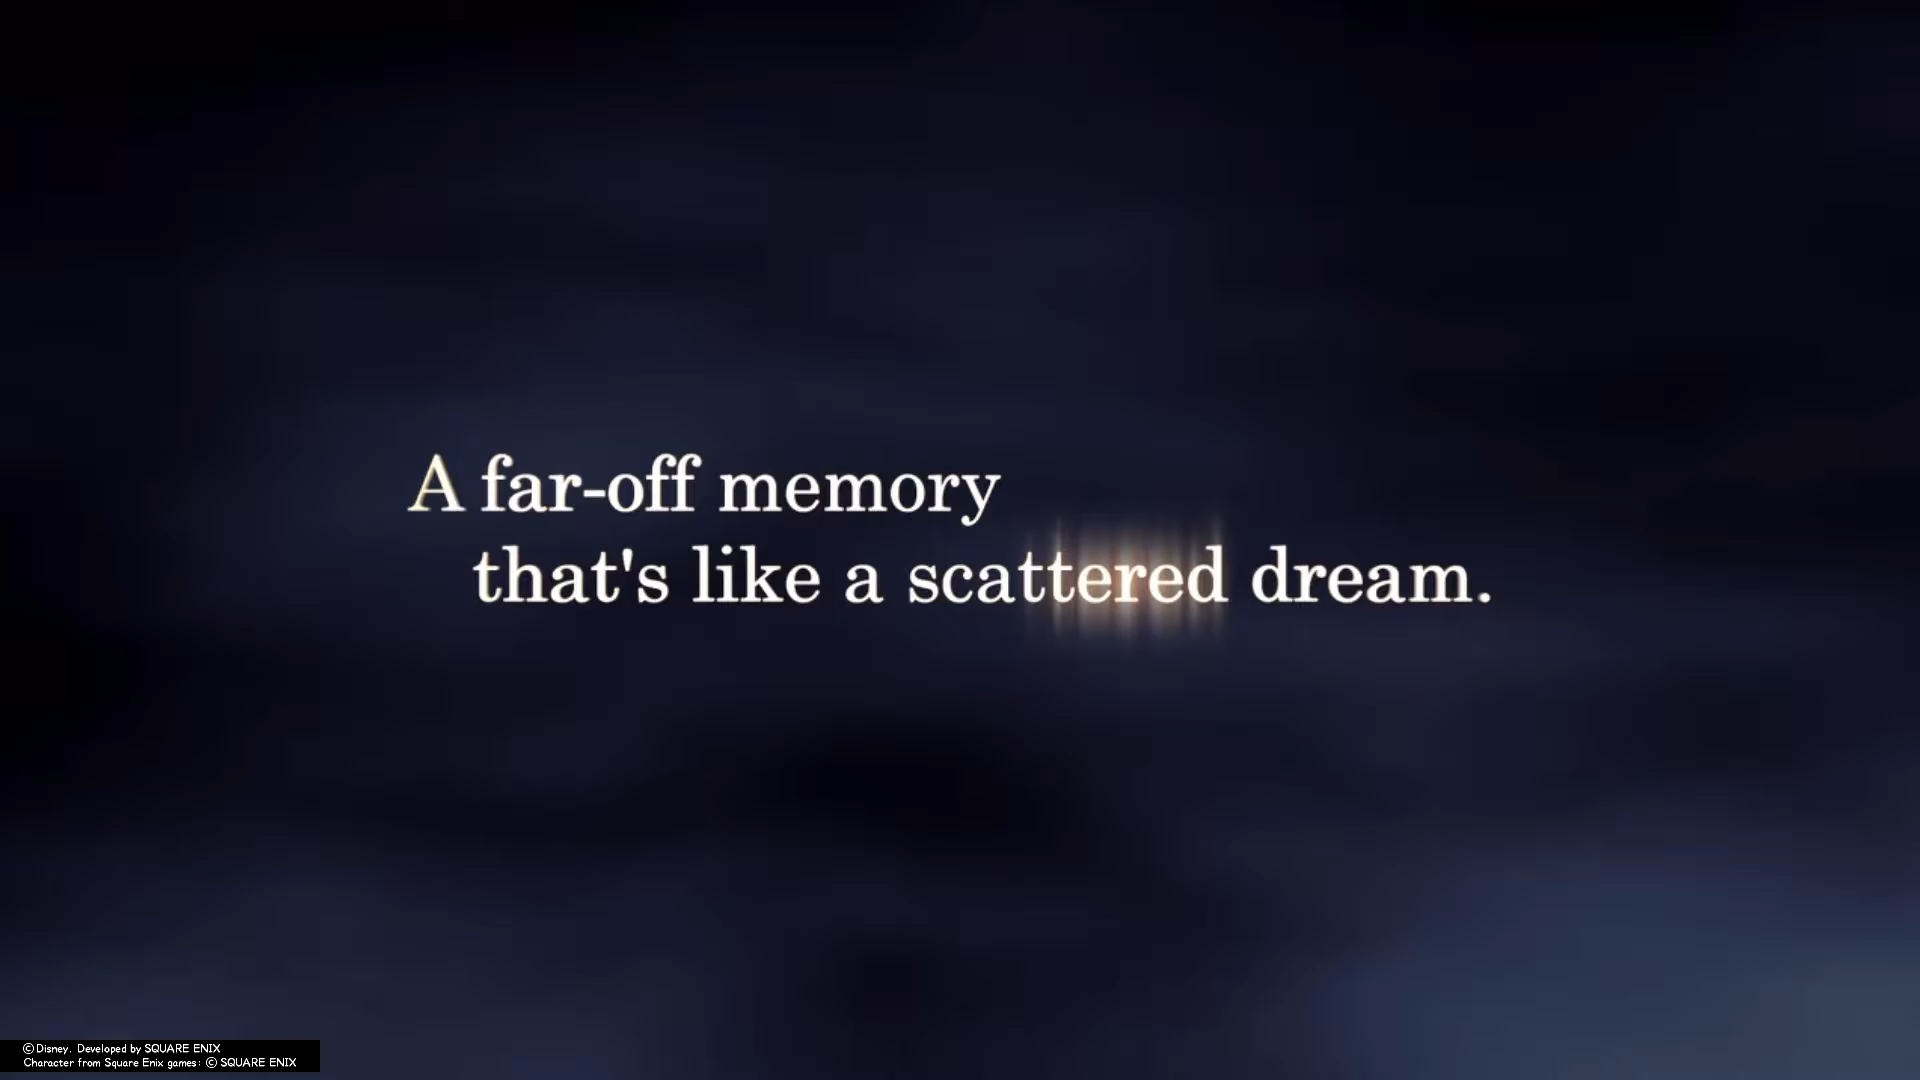 A far-off memory
that's like a scattered dream.
©Disney. Developed by SQUARE ENIX
Character from Square Enix games: © SQUARE ENIX